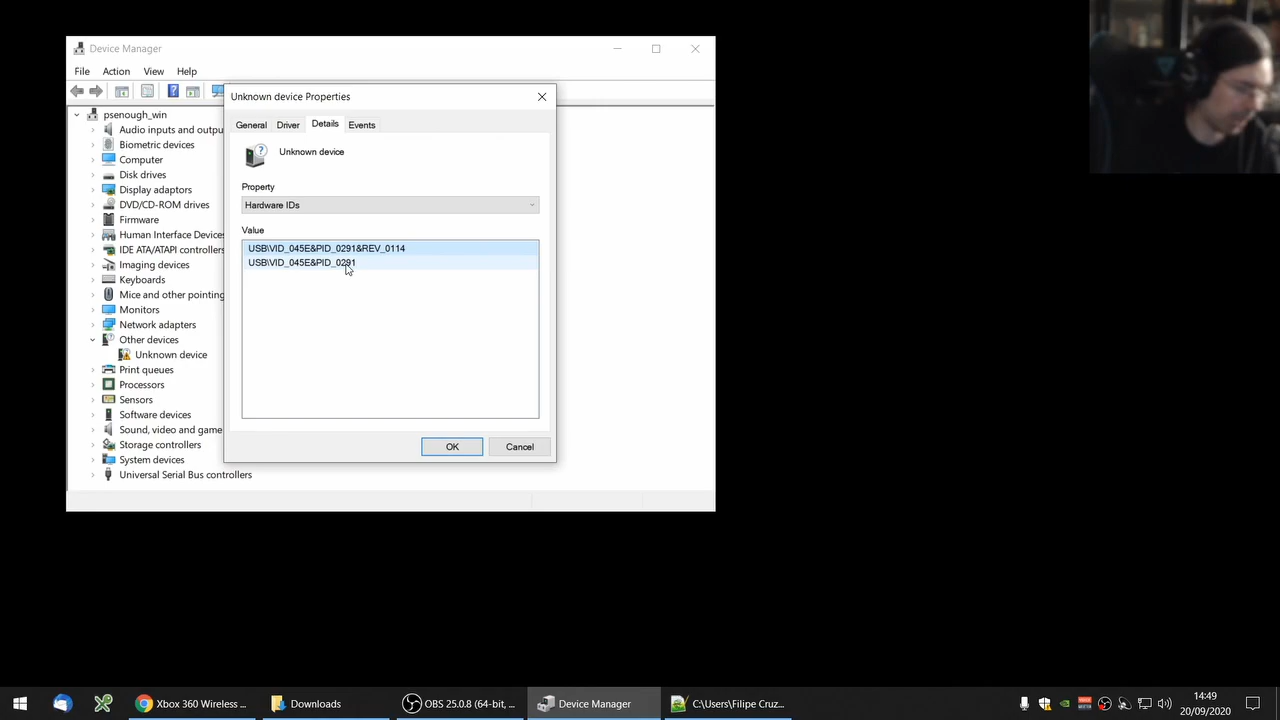 Device Manager
File Action View Help
psenough_win
Audio inputs and outpu
Biometric devices
Computer
Disk drives
Display adaptors
DVD/CD-ROM drives
Firmware
Human Interface Devices
IDE ATA/ATAPI controllers
Imaging devices
Keyboards
Mice and other pointing
Monitors
Network adapters
Other devices
Unknown device
Print queues
Processors
Sensors
Software devices
Sound, video and game
Storage controllers
System devices
Universal Serial Bus controllers
Unknown device Properties
General Driver Details Events
Unknown device
Property
Hardware IDs
Value
USB\VID_045E&PID_0291&REV_0114
USB\VID_045E&PID_0291
OK Cancel
Xbox 360 Wireless ...
Downloads
OBS 25.0.8 (64-bit, ...
Device Manager
C:\Users\Filipe Cruz...
14:49
20/09/2020